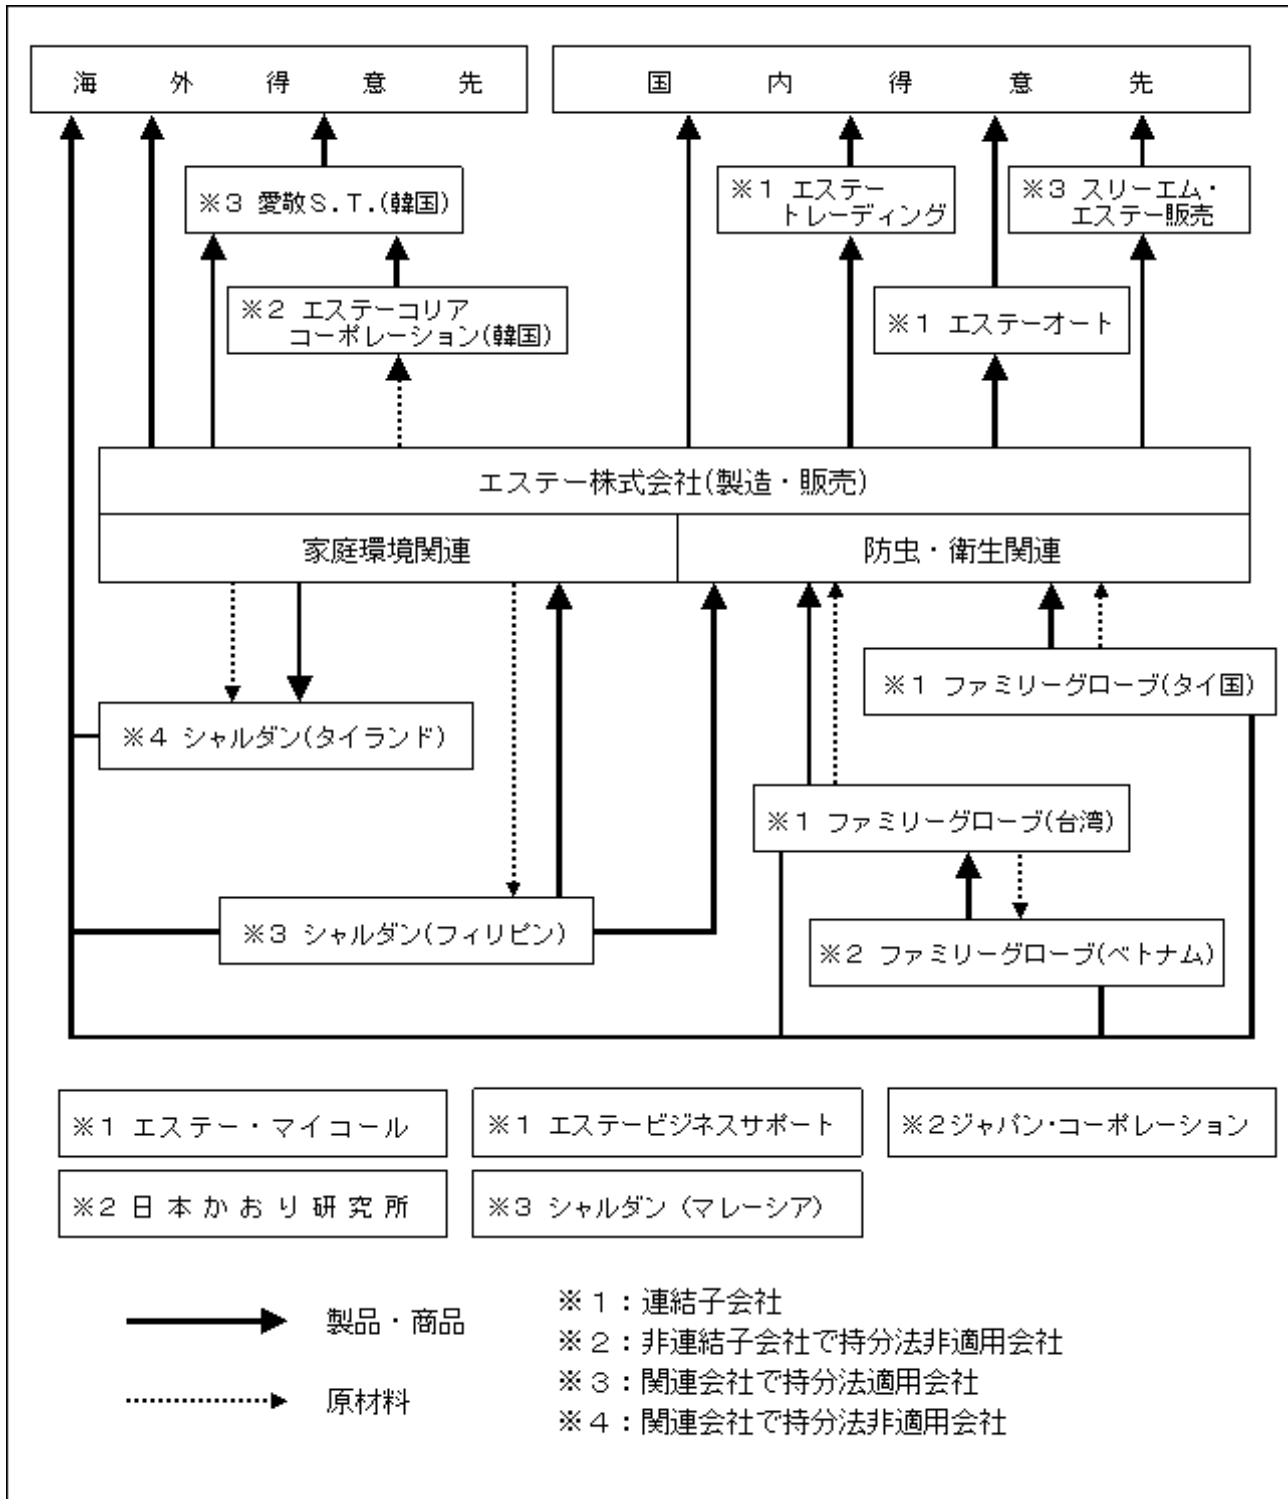 海外得意先
国内得意先
※3 愛敬S.T.(韓国)
※1 エステー
トレーディング
※3 スリーエム・
エステー販売
※2 エステーコリア
コーポレーション(韓国)
※1 エステーオート
エステー株式会社(製造・販売)
家庭環境関連
防虫・衛生関連
※1 ファミリーグローブ(タイ国)
※4 シャルダン(タイランド)
※1 ファミリーグローブ(台湾)
※3 シャルダン(フィリピン)
※2 ファミリーグローブ(ベトナム)
※1 エステー・マイコール
※1 エステービジネスサポート
※2ジャパン・コーポレーション
※2 日本かおり研究所
※3 シャルダン (マレーシア)
製品・商品
原材料
※1:連結子会社
※2:非連結子会社で持分法非適用会社
※3:関連会社で持分法適用会社
※4:関連会社で持分法非適用会社